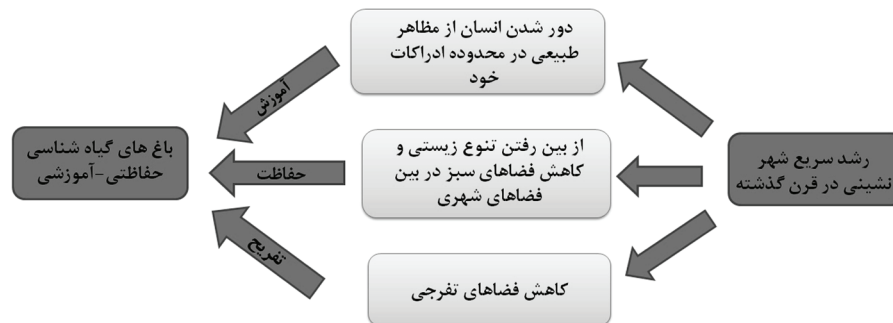 رشد سریع شهر
نشینی در قرن گذشته
دور شدن انسان از مظاهر
طبیعی در محدوده ادراکات
خود
از بین رفتن تنوع زیستی و
کاهش فضاهای سبز در بین
فضاهای شهری
کاهش فضاهای تفرجی
آموزش
حفاظت
تفریح
باغ های گیاه شناسی
حفاظتی-آموزشی